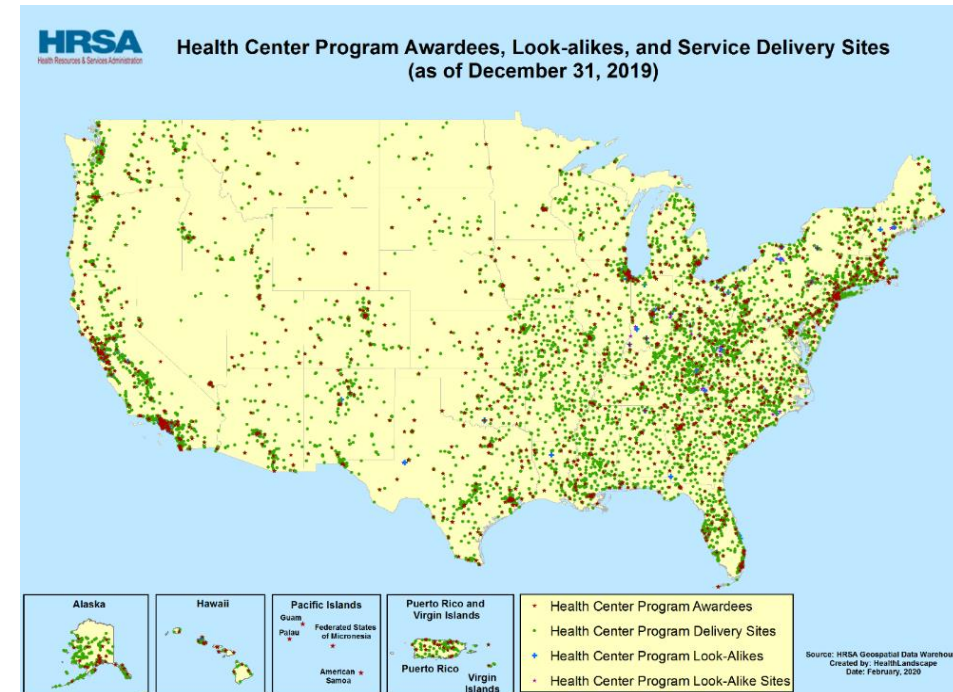 HRSA
Health Resources & Services Administration
Health Center Program Awardees, Look-alikes, and Service Delivery Sites
(as of December 31, 2019)
Alaska
Hawaii
Pacific Islands
Guam
Palau
Federated States
of Micronesia
American
Samoa
Puerto Rico and
Virgin Islands
Puerto Rico
Virgin
Islands
Health Center Program Awardees
Health Center Program Delivery Sites
Health Center Program Look-Alikes
Health Center Program Look-Alike Sites
Source: HRSA Geospatial Data Warehou
Created by: HealthLandscape
Date: February, 2020